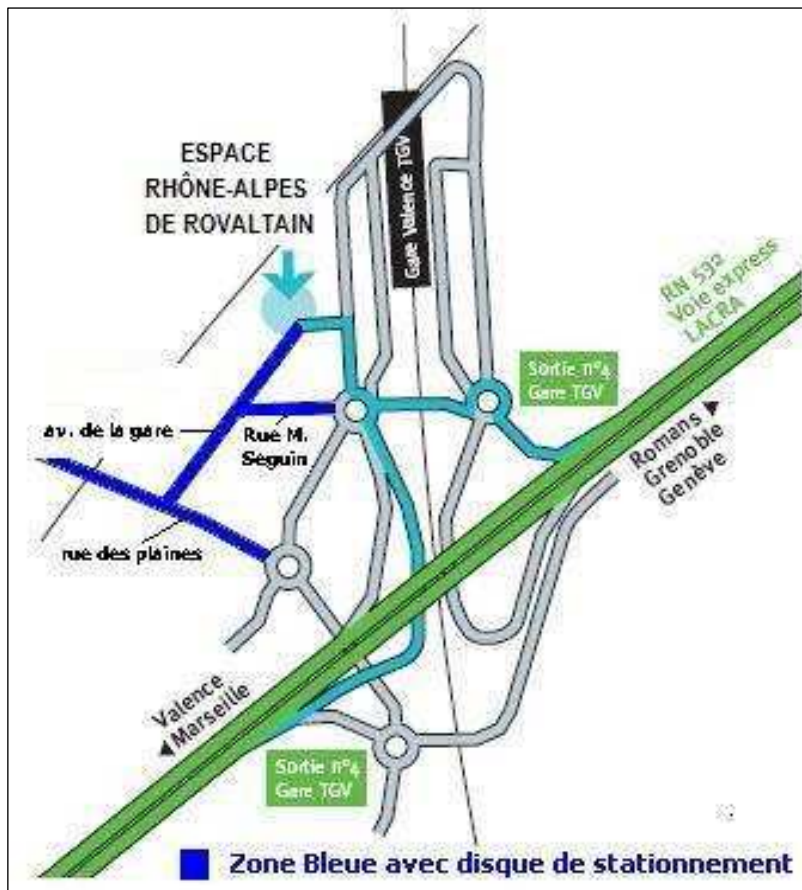 ESPACE
RHÔNE-ALPES
DE ROVALTAIN
Gare Valence TGV
RN 532
Voie express
LACRA
Sortie n°4
Gare TGV
Romans ►
Grenoble
Genève
av. de la gare
Rue M.
Seguin
rue des plaines
Valence
◄ Marseille
Sortie n°4
Gare TGV
Zone Bleue avec disque de stationnement